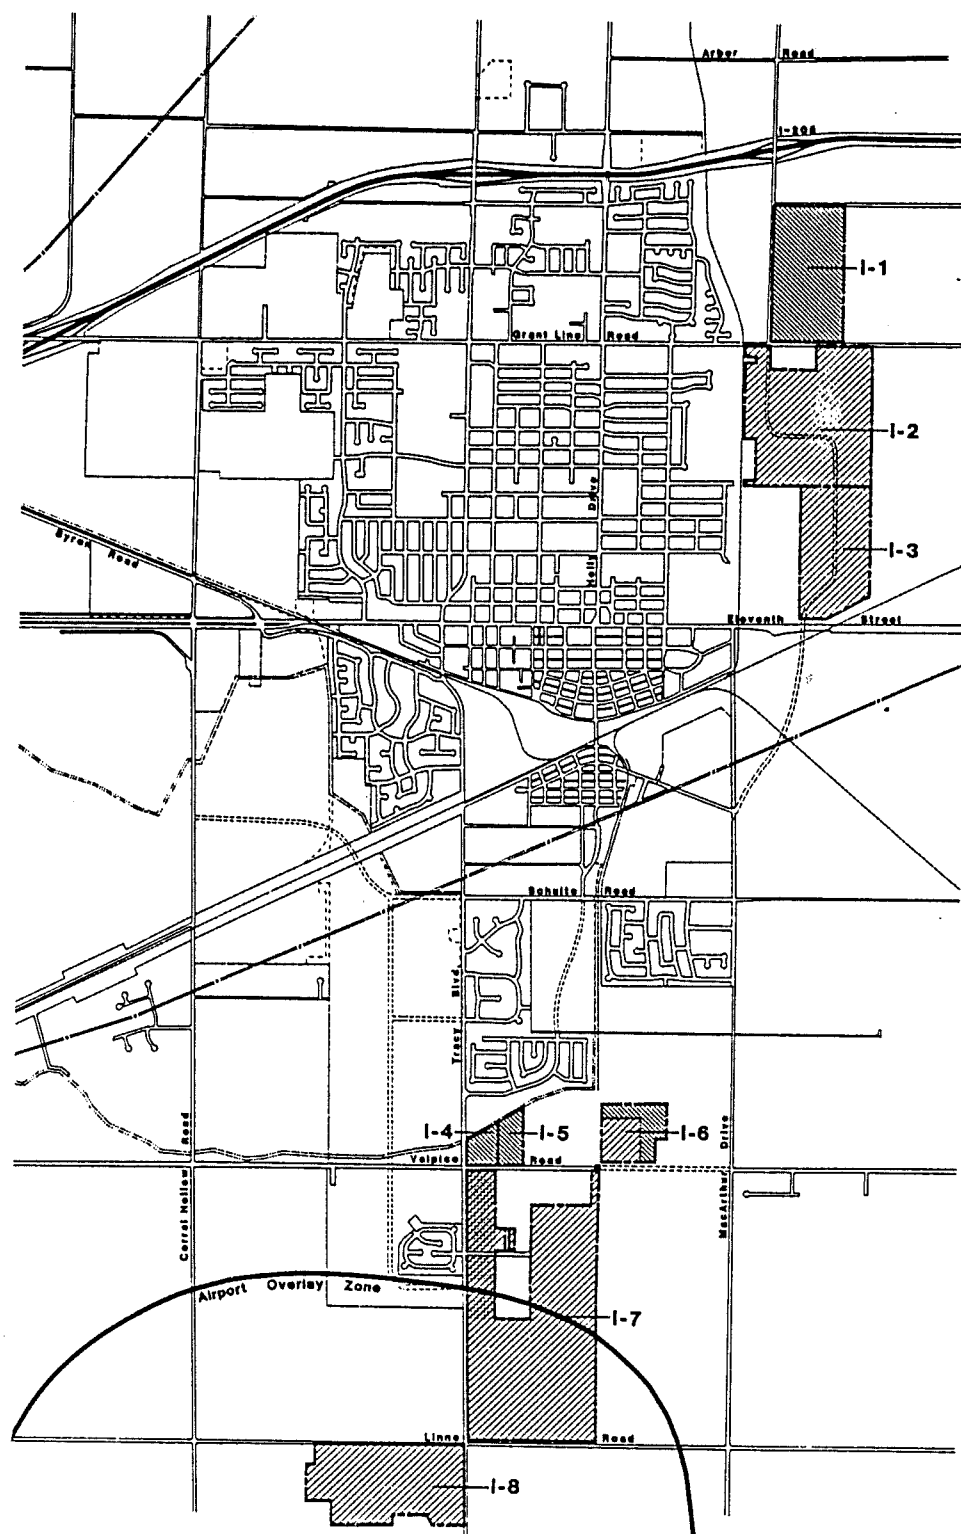 Arbor Road
I-205
I-1
Grant Line Road
I-2
Holly Drive
I-3
Byron Road
Eleventh Street
Schulte Road
Tracy Blvd.
I-4
I-5
I-6
Valpico Road
Corral Hollow Road
MacArthur Drive
Airport Overlay Zone
I-7
Linne Road
I-8